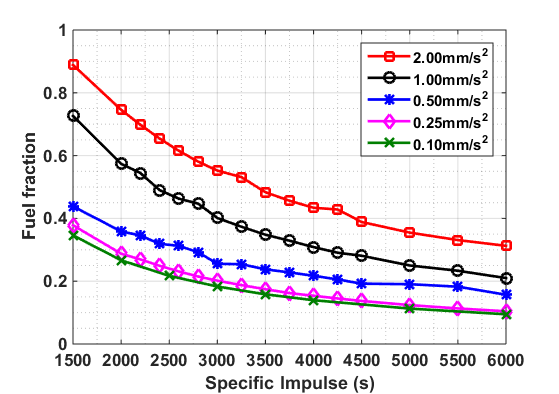 1
0.8
0.6
0.4
0.2
0
Fuel fraction
2.00mm/s²
1.00mm/s²
0.50mm/s²
0.25mm/s²
0.10mm/s²
1500 2000 2500 3000 3500 4000 4500 5000 5500 6000
Specific Impulse (s)